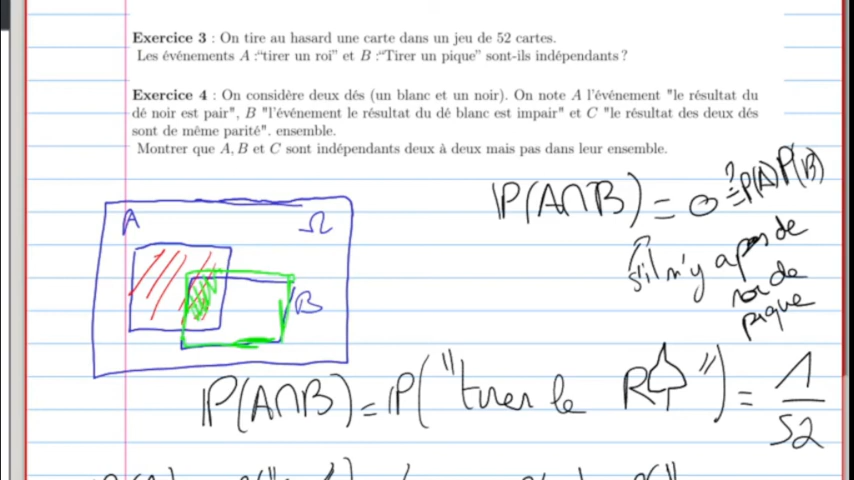 Exercice 3 : On tire au hasard une carte dans un jeu de 52 cartes.
Les événements A :"tirer un roi" et B :"Tirer un pique" sont-ils indépendants ?
Exercice 4 : On considère deux dés (un blanc et un noir). On note A l'événement "le résultat du
dé noir est pair", B "l'événement le résultat du dé blanc est impair" et C "le résultat des deux dés
sont de même parité". ensemble.
Montrer que A, B et C sont indépendants deux à deux mais pas dans leur ensemble.
P(A∩B) = 0 ?= P(A)P(B)
s'il n'y a pas de
roi de
pique
A Ω
B
P(A∩B) = P("tirer le R♠") = 1/52